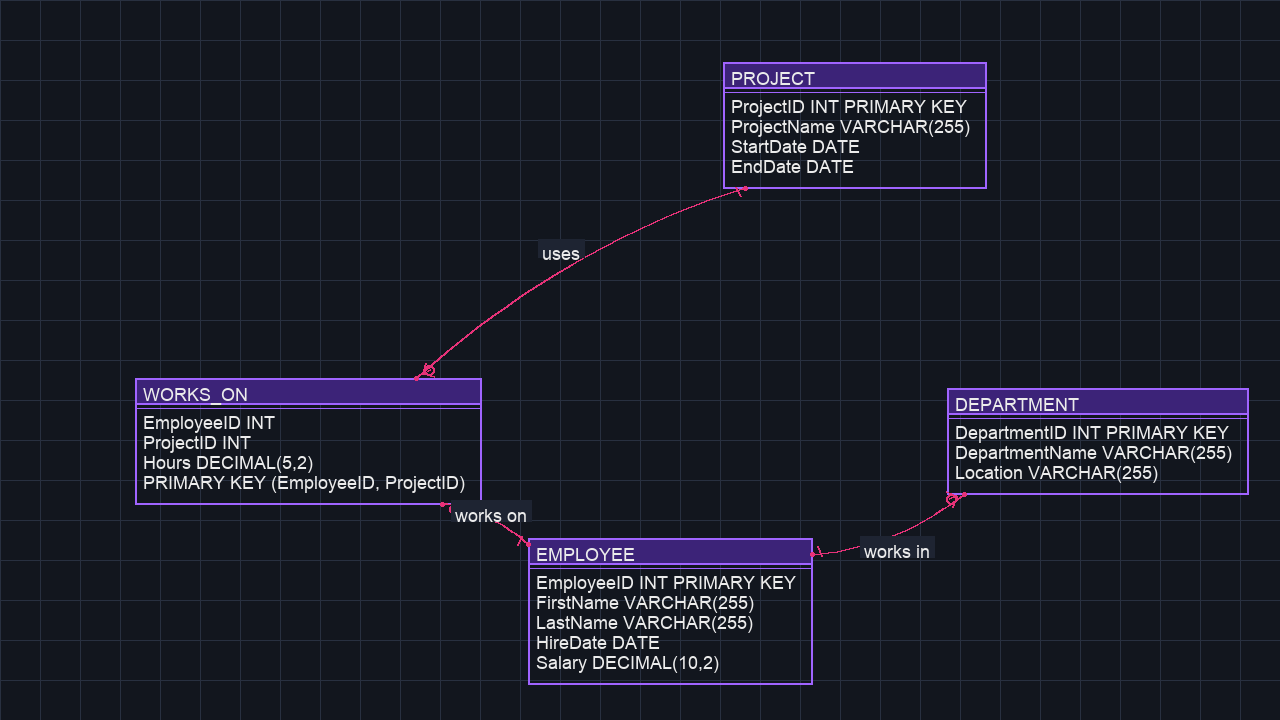 PROJECT
ProjectID INT PRIMARY KEY
ProjectName VARCHAR(255)
StartDate DATE
EndDate DATE
uses
WORKS_ON
EmployeeID INT
ProjectID INT
Hours DECIMAL(5,2)
PRIMARY KEY (EmployeeID, ProjectID)
DEPARTMENT
DepartmentID INT PRIMARY KEY
DepartmentName VARCHAR(255)
Location VARCHAR(255)
works on
works in
EMPLOYEE
EmployeeID INT PRIMARY KEY
FirstName VARCHAR(255)
LastName VARCHAR(255)
HireDate DATE
Salary DECIMAL(10,2)